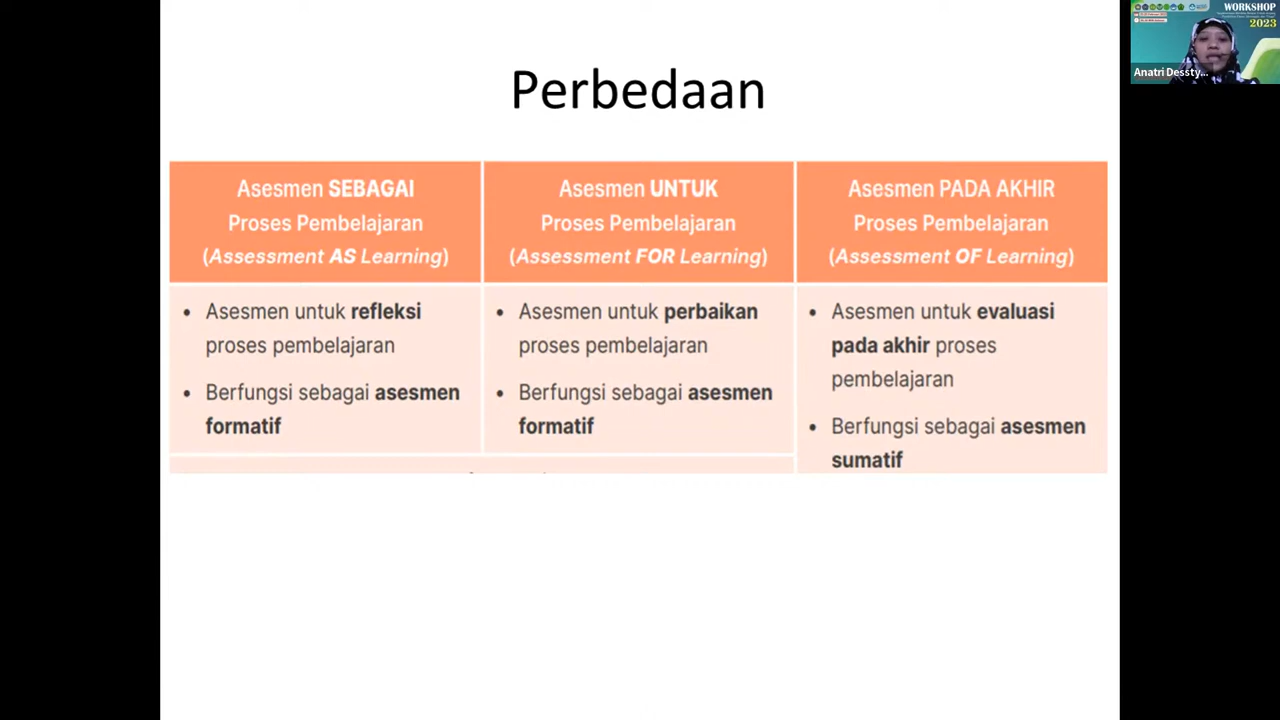 Perbedaan
Asesmen SEBAGAI
Proses Pembelajaran
(Assessment AS Learning)
Asesmen UNTUK
Proses Pembelajaran
(Assessment FOR Learning)
Asesmen PADA AKHIR
Proses Pembelajaran
(Assessment OF Learning)
• Asesmen untuk refleksi
proses pembelajaran
• Berfungsi sebagai asesmen
formatif
• Asesmen untuk perbaikan
proses pembelajaran
• Berfungsi sebagai asesmen
formatif
• Asesmen untuk evaluasi
pada akhir proses
pembelajaran
• Berfungsi sebagai asesmen
sumatif
WORKSHOP
2023
Anatri Dessty...